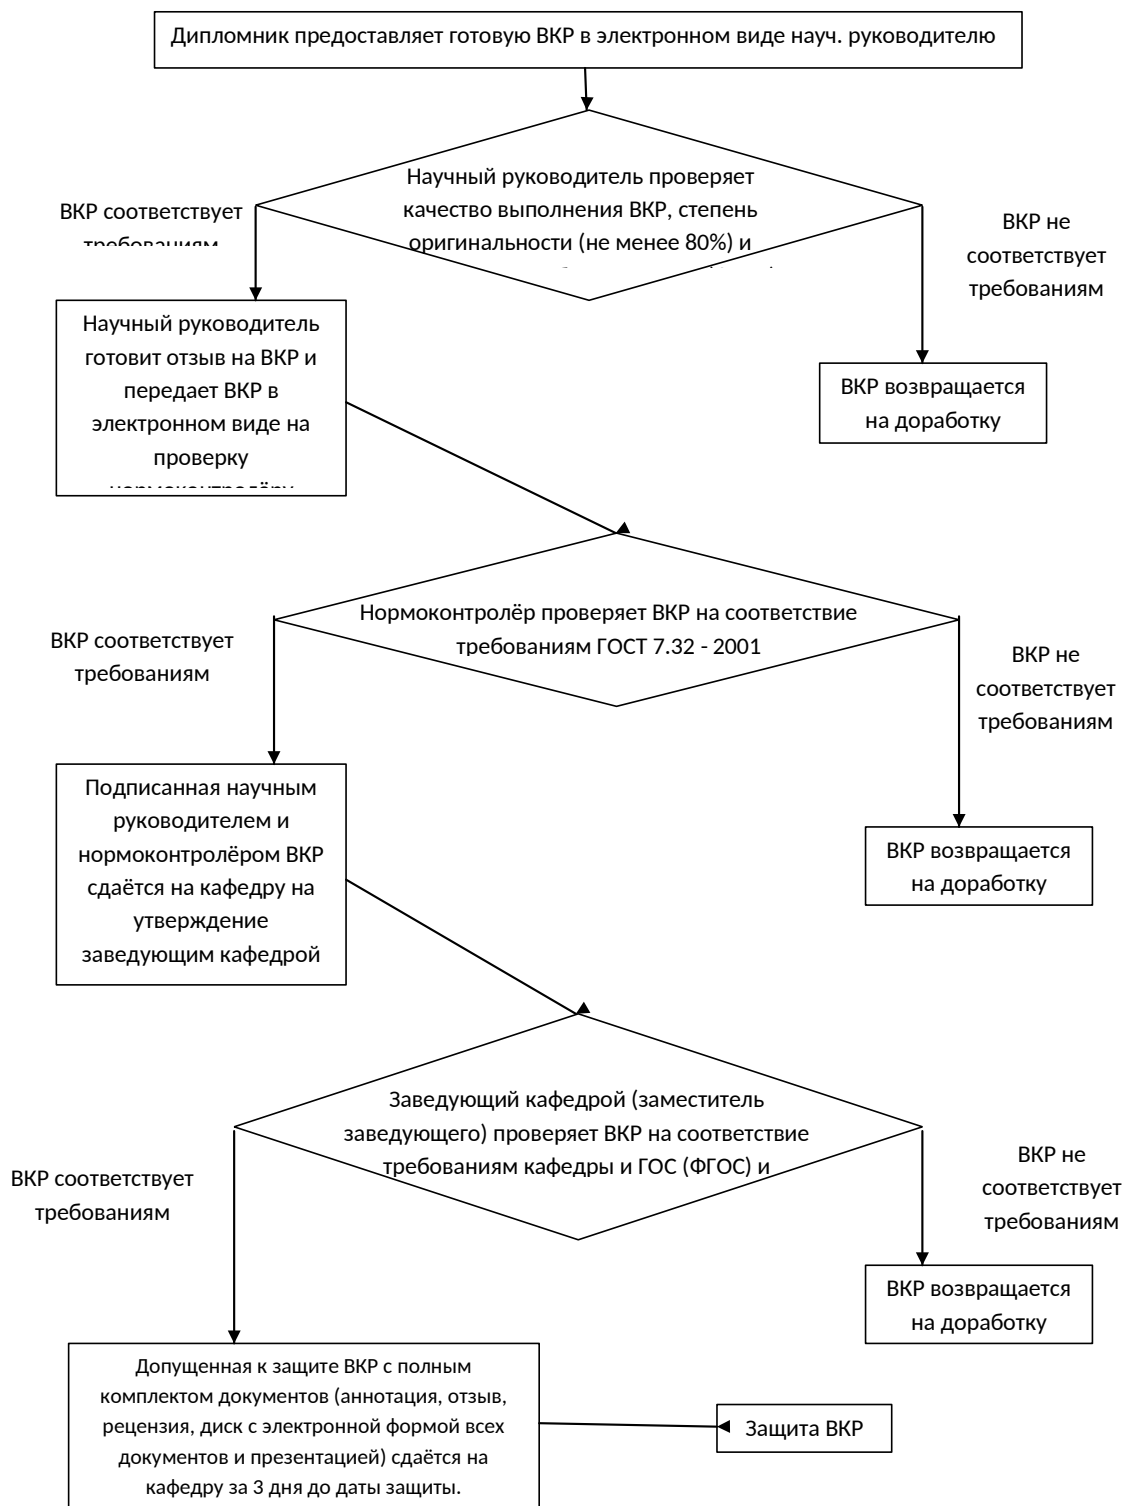 Дипломник предоставляет готовую ВКР в электронном виде науч. руководителю
Научный руководитель проверяет
качество выполнения ВКР, степень
оригинальности (не менее 80%) и
ВКР соответствует
требованиям
ВКР не
соответствует
требованиям
Научный руководитель
готовит отзыв на ВКР и
передает ВКР в
электронном виде на
проверку
нормоконтролёру
ВКР возвращается
на доработку
Нормоконтролёр проверяет ВКР на соответствие
требованиям ГОСТ 7.32 - 2001
ВКР соответствует
требованиям
ВКР не
соответствует
требованиям
Подписанная научным
руководителем и
нормоконтролёром ВКР
сдаётся на кафедру на
утверждение
заведующим кафедрой
ВКР возвращается
на доработку
Заведующий кафедрой (заместитель
заведующего) проверяет ВКР на соответствие
требованиям кафедры и ГОС (ФГОС) и
ВКР соответствует
требованиям
ВКР не
соответствует
требованиям
ВКР возвращается
на доработку
Допущенная к защите ВКР с полным
комплектом документов (аннотация, отзыв,
рецензия, диск с электронной формой всех
документов и презентацией) сдаётся на
кафедру за 3 дня до даты защиты.
Защита ВКР